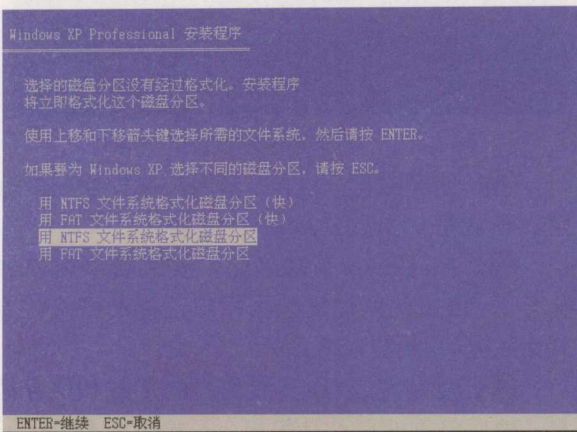 Windows XP Professional 安装程序
选择的磁盘分区没有经过格式化。安装程序
将立即格式化这个磁盘分区。
使用上移和下移箭头键选择所需的文件系统，然后请按 ENTER。
如果要为 Windows XP 选择不同的磁盘分区，请按 ESC。
用 NTFS 文件系统格式化磁盘分区（快）
用 FAT 文件系统格式化磁盘分区（快）
用 NTFS 文件系统格式化磁盘分区
用 FAT 文件系统格式化磁盘分区
ENTER=继续 ESC=取消